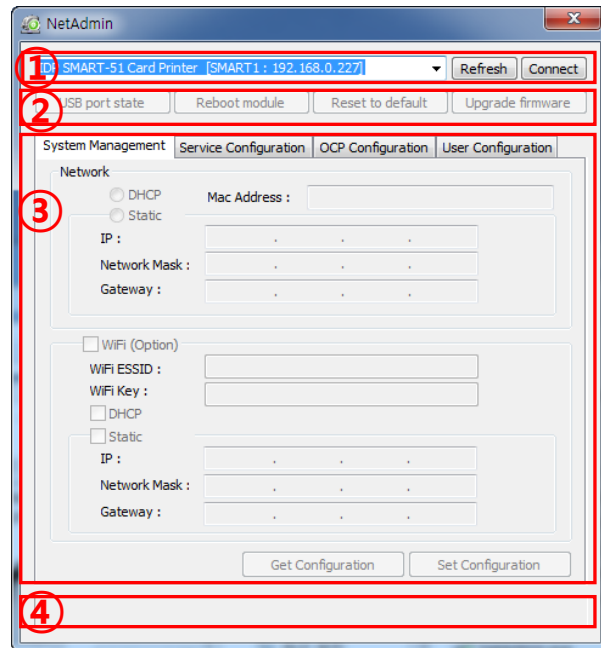 NetAdmin
① IDP SMART-51 Card Printer [SMART1 : 192.168.0.227] Refresh Connect
② USB port state Reboot module Reset to default Upgrade firmware
System Management Service Configuration OCP Configuration User Configuration
Network
DHCP Mac Address :
③ Static
IP : . . .
Network Mask : . . .
Gateway : . . .
WiFi (Option)
WiFi ESSID :
WiFi Key :
DHCP
Static
IP : . . .
Network Mask : . . .
Gateway : . . .
Get Configuration Set Configuration
④